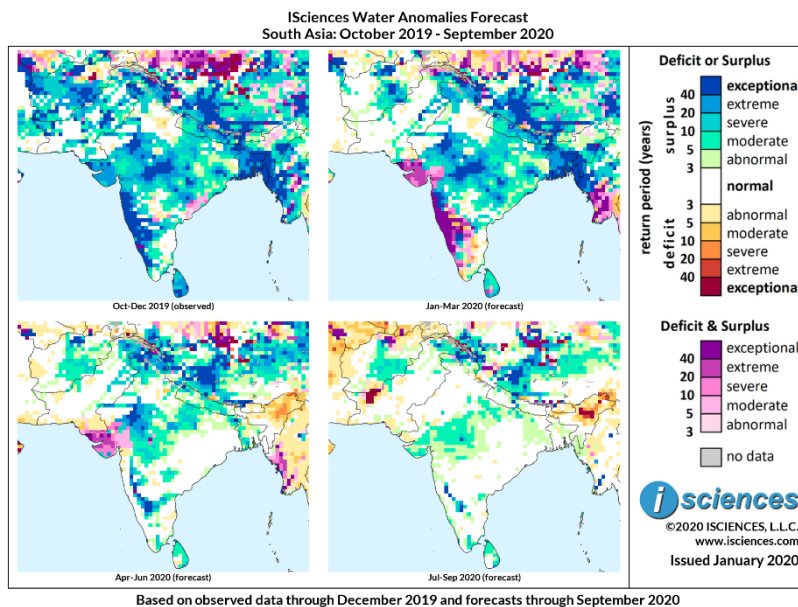 ISciences Water Anomalies Forecast
South Asia: October 2019 - September 2020
Oct-Dec 2019 (observed)
Jan-Mar 2020 (forecast)
Apr-Jun 2020 (forecast)
Jul-Sep 2020 (forecast)
Deficit or Surplus
return period (years)
surplus
deficit
exceptiona
40
extreme
20
severe
10
moderate
5
abnormal
3
normal
3
abnormal
5
moderate
10
severe
20
extreme
40
exceptiona
Deficit & Surplus
exceptional
40
extreme
20
severe
10
moderate
5
abnormal
3
no data
i sciences
©2020 ISCIENCES, L.L.C.
www.isciences.com
Issued January 2020
Based on observed data through December 2019 and forecasts through September 2020